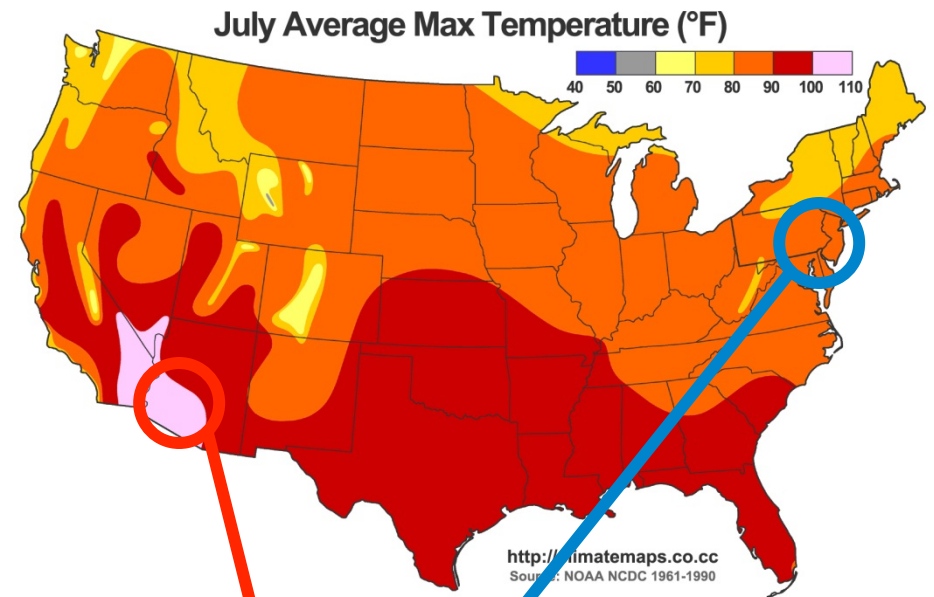 July Average Max Temperature (°F)
40 50 60 70 80 90 100 110
http:// imatemaps.co.cc
Sour : NOAA NCDC 1961-1990